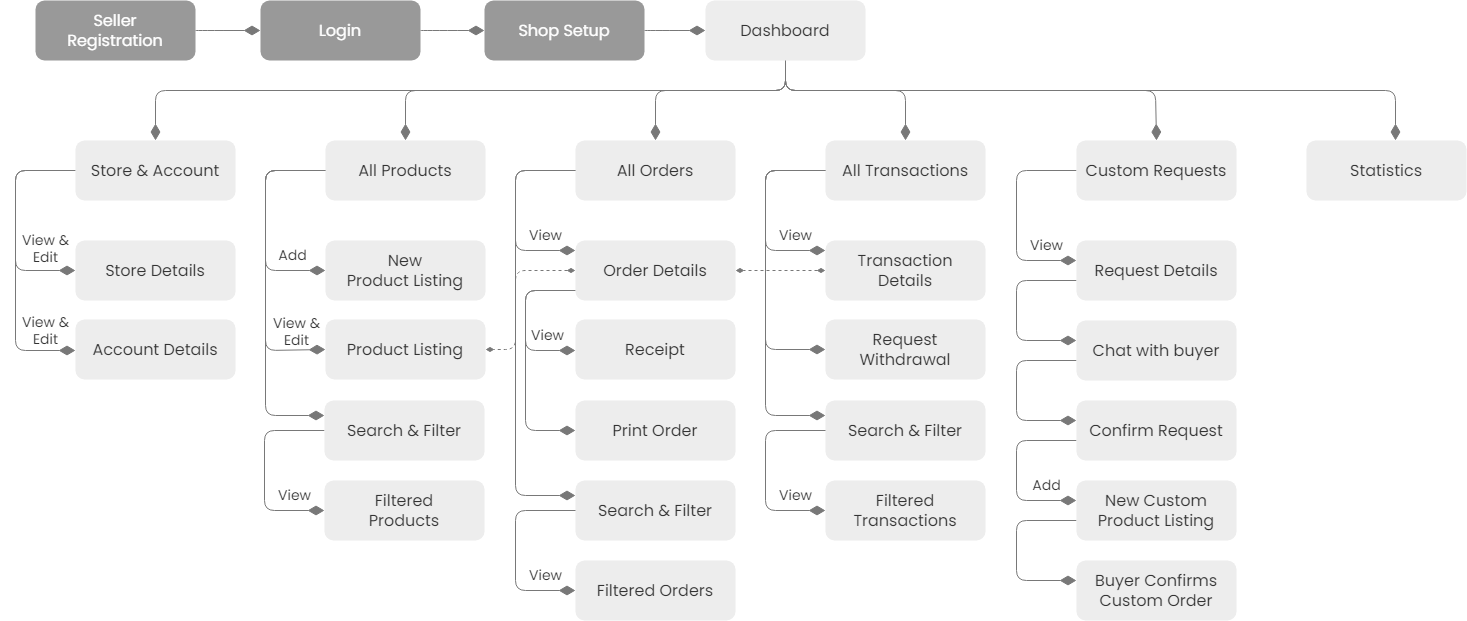 Seller
Registration
Login
Shop Setup
Dashboard
Store & Account
All Products
All Orders
All Transactions
Custom Requests
Statistics
View &
Edit
Store Details
View &
Edit
Account Details
Add
New
Product Listing
View &
Edit
Product Listing
Search & Filter
View
Filtered
Products
View
Order Details
View
Receipt
Print Order
Search & Filter
View
Filtered Orders
View
Transaction
Details
Request
Withdrawal
Search & Filter
View
Filtered
Transactions
View
Request Details
Chat with buyer
Confirm Request
Add
New Custom
Product Listing
Buyer Confirms
Custom Order